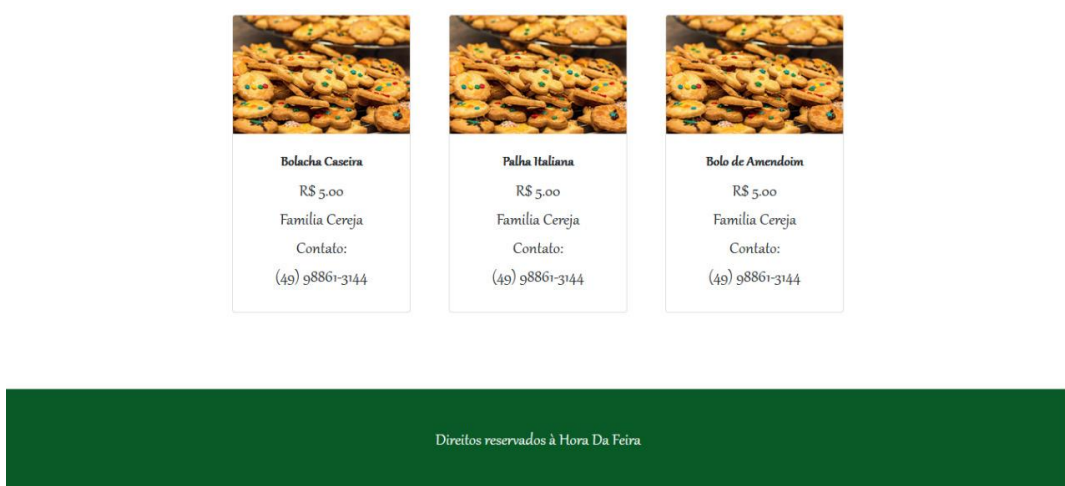 Bolacha Caseira
R$ 5.00
Familia Cereja
Contato:
(49) 98861-3144
Palha Italiana
R$ 5.00
Familia Cereja
Contato:
(49) 98861-3144
Bolo de Amendoim
R$ 5.00
Familia Cereja
Contato:
(49) 98861-3144
Direitos reservados à Hora Da Feira